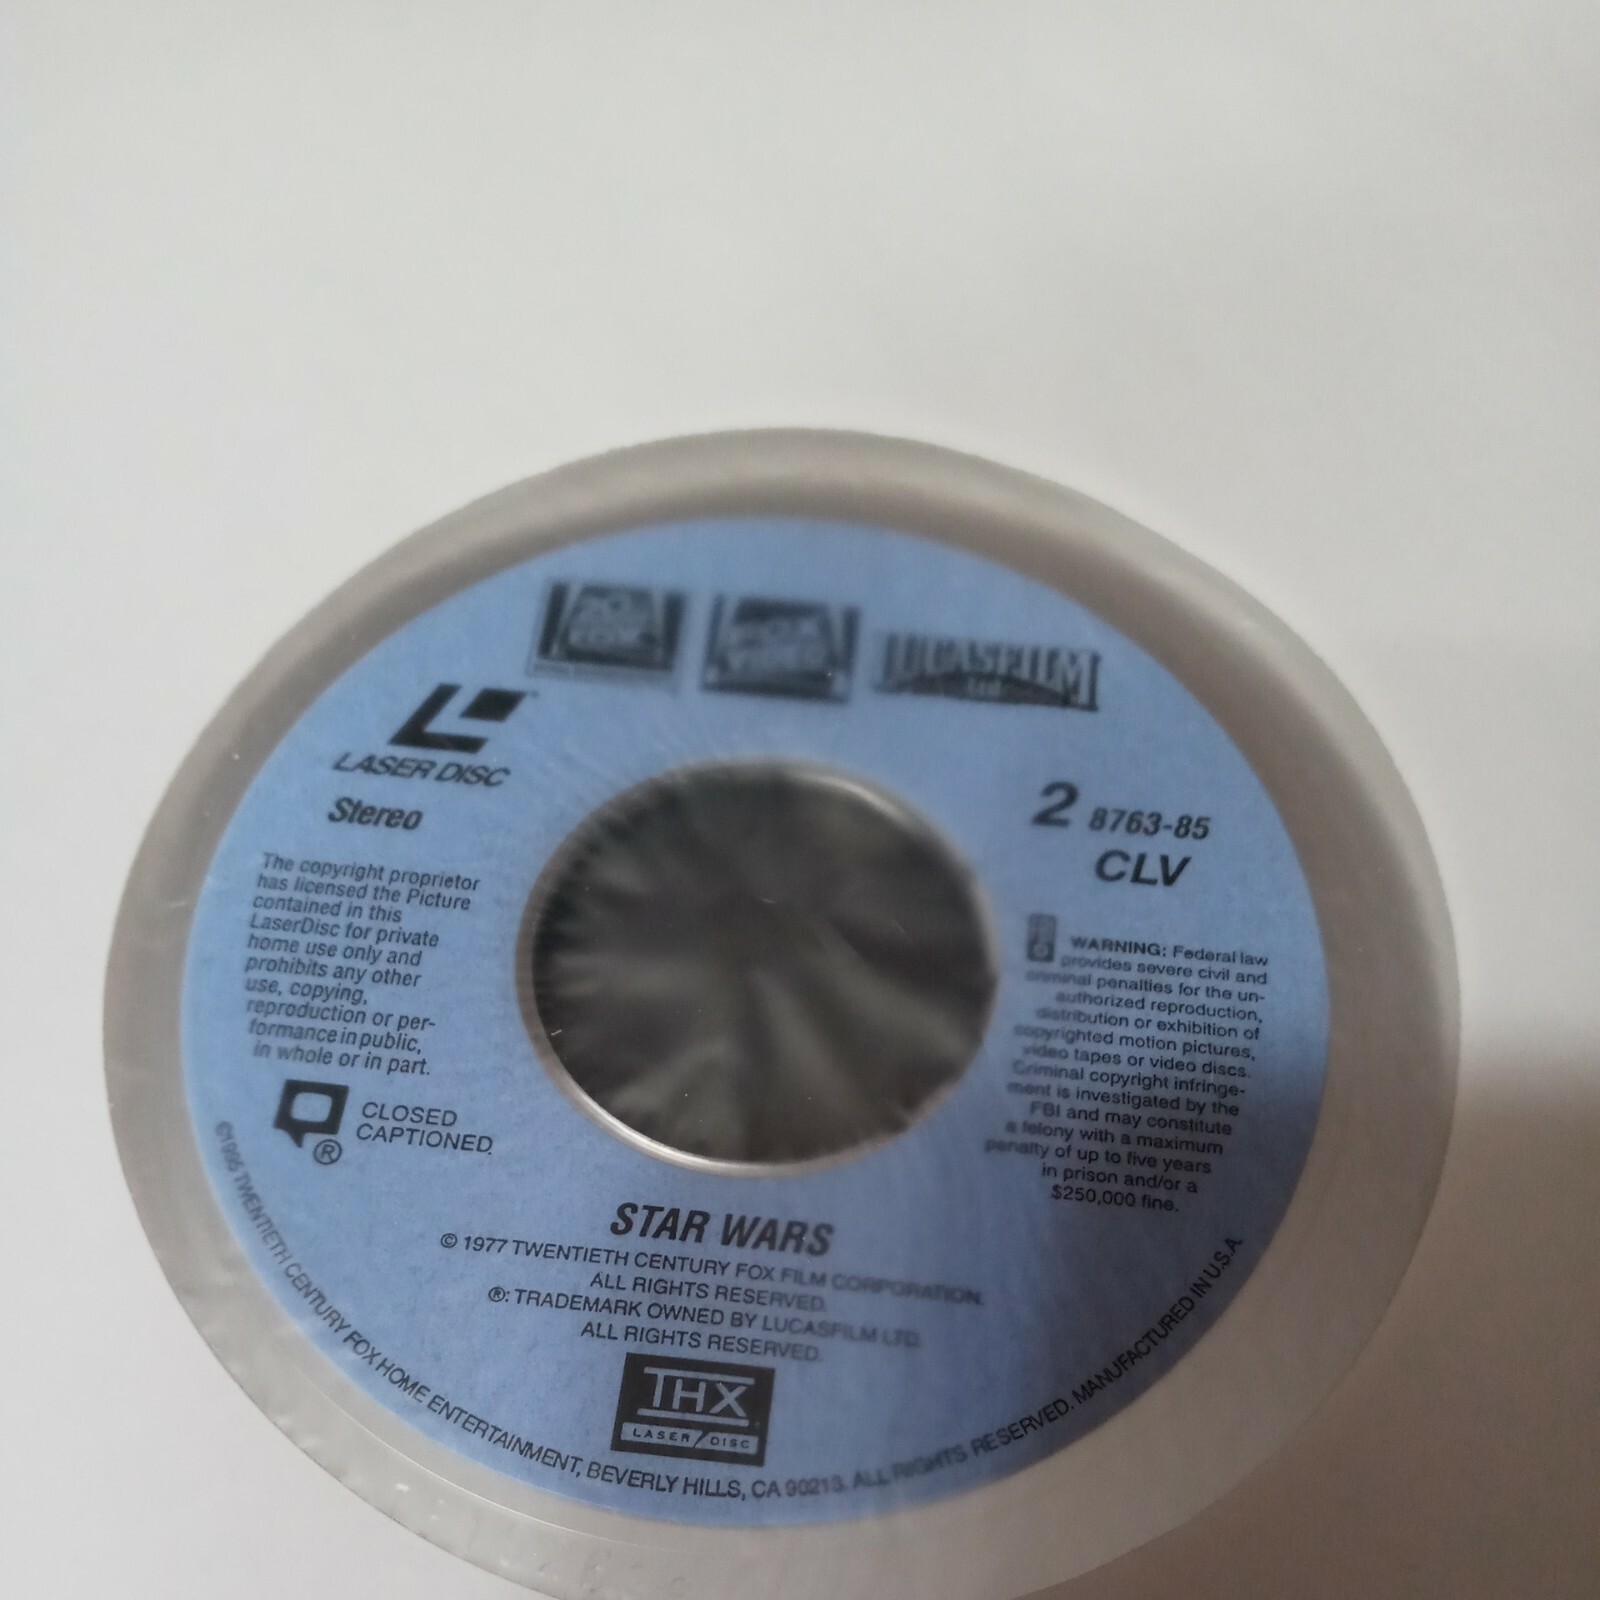 20th
CENTURY
FOX
FOX
VIDEO
LUCASFILM
Ltd
LASER DISC
Stereo
The copyright proprietor
has licensed the Picture
contained in this
LaserDisc for private
home use only and
prohibits any other
use, copying,
reproduction or per-
formance in public,
in whole or in part.
CLOSED
CAPTIONED.
®
2 8763-85
CLV
WARNING: Federal law
provides severe civil and
criminal penalties for the un-
authorized reproduction,
distribution or exhibition of
copyrighted motion pictures,
video tapes or video discs.
Criminal copyright infringe-
ment is investigated by the
FBI and may constitute
a felony with a maximum
penalty of up to five years
in prison and/or a
$250,000 fine.
STAR WARS
© 1977 TWENTIETH CENTURY FOX FILM CORPORATION.
ALL RIGHTS RESERVED.
®: TRADEMARK OWNED BY LUCASFILM LTD.
ALL RIGHTS RESERVED.
THX
LASER DISC
©1995 TWENTIETH CENTURY FOX HOME ENTERTAINMENT, BEVERLY HILLS, CA 90213. ALL RIGHTS RESERVED. MANUFACTURED IN U.S.A